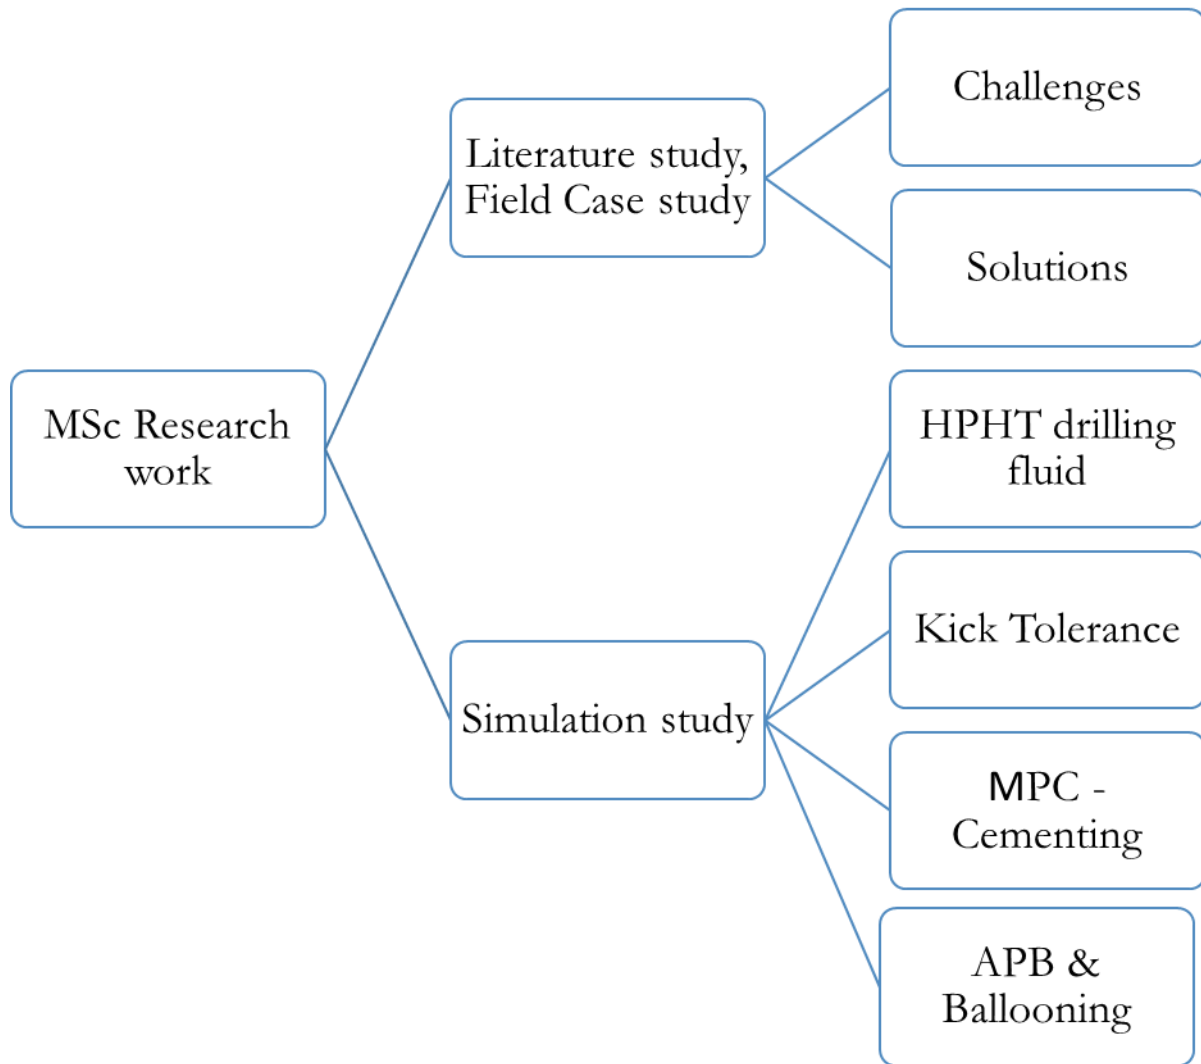 Challenges
Literature study,
Field Case study
Solutions
MSc Research
work
HPHT drilling
fluid
Kick Tolerance
Simulation study
MPC -
Cementing
APB &
Ballooning